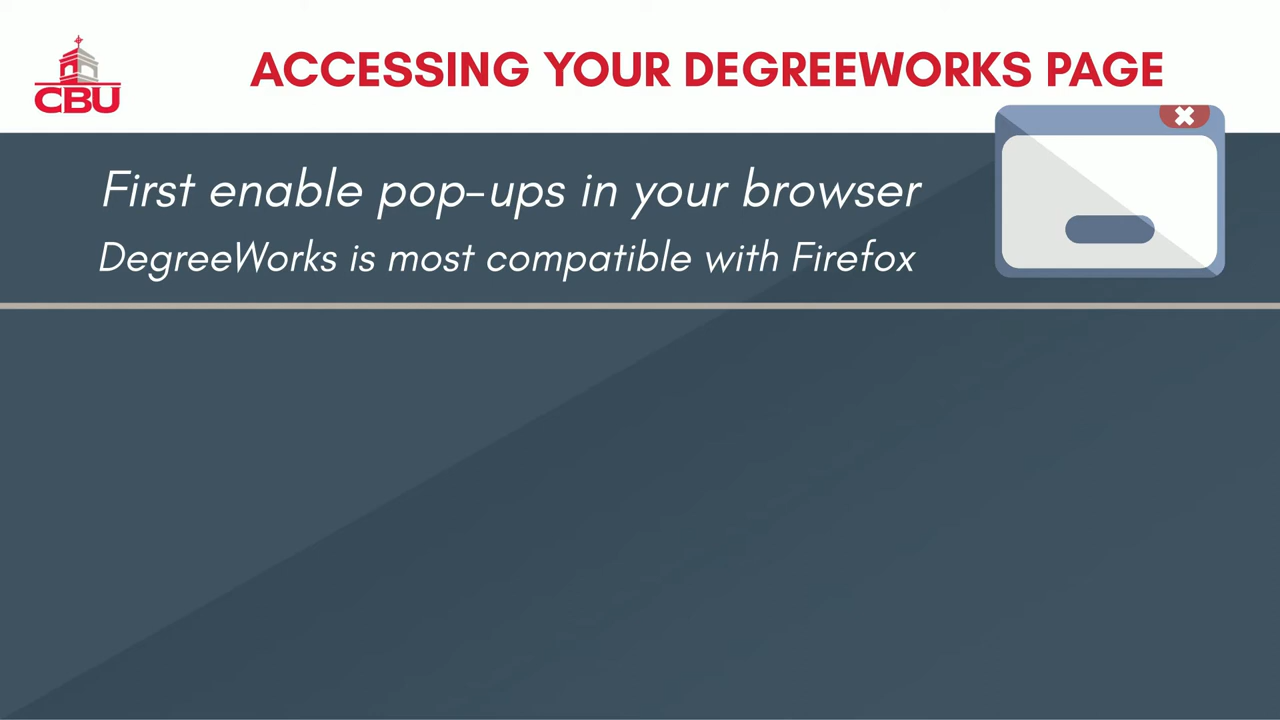 ACCESSING YOUR DEGREEWORKS PAGE
CBU
First enable pop-ups in your browser
DegreeWorks is most compatible with Firefox